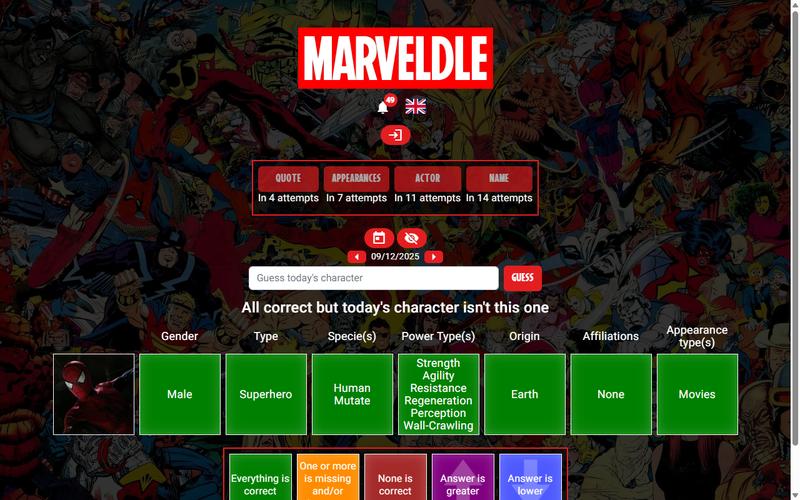 MARVELDLE
49
QUOTE
In 4 attempts
APPEARANCES
In 7 attempts
ACTOR
In 11 attempts
NAME
In 14 attempts
09/12/2025
Guess today's character
GUESS
All correct but today's character isn't this one
Gender
Type
Specie(s)
Power Type(s)
Origin
Affiliations
Appearance
type(s)
Male
Superhero
Human
Mutate
Strength
Agility
Resistance
Regeneration
Perception
Wall-Crawling
Earth
None
Movies
Everything is
correct
One or more
is missing
and/or
None is
correct
Answer is
greater
Answer is
lower